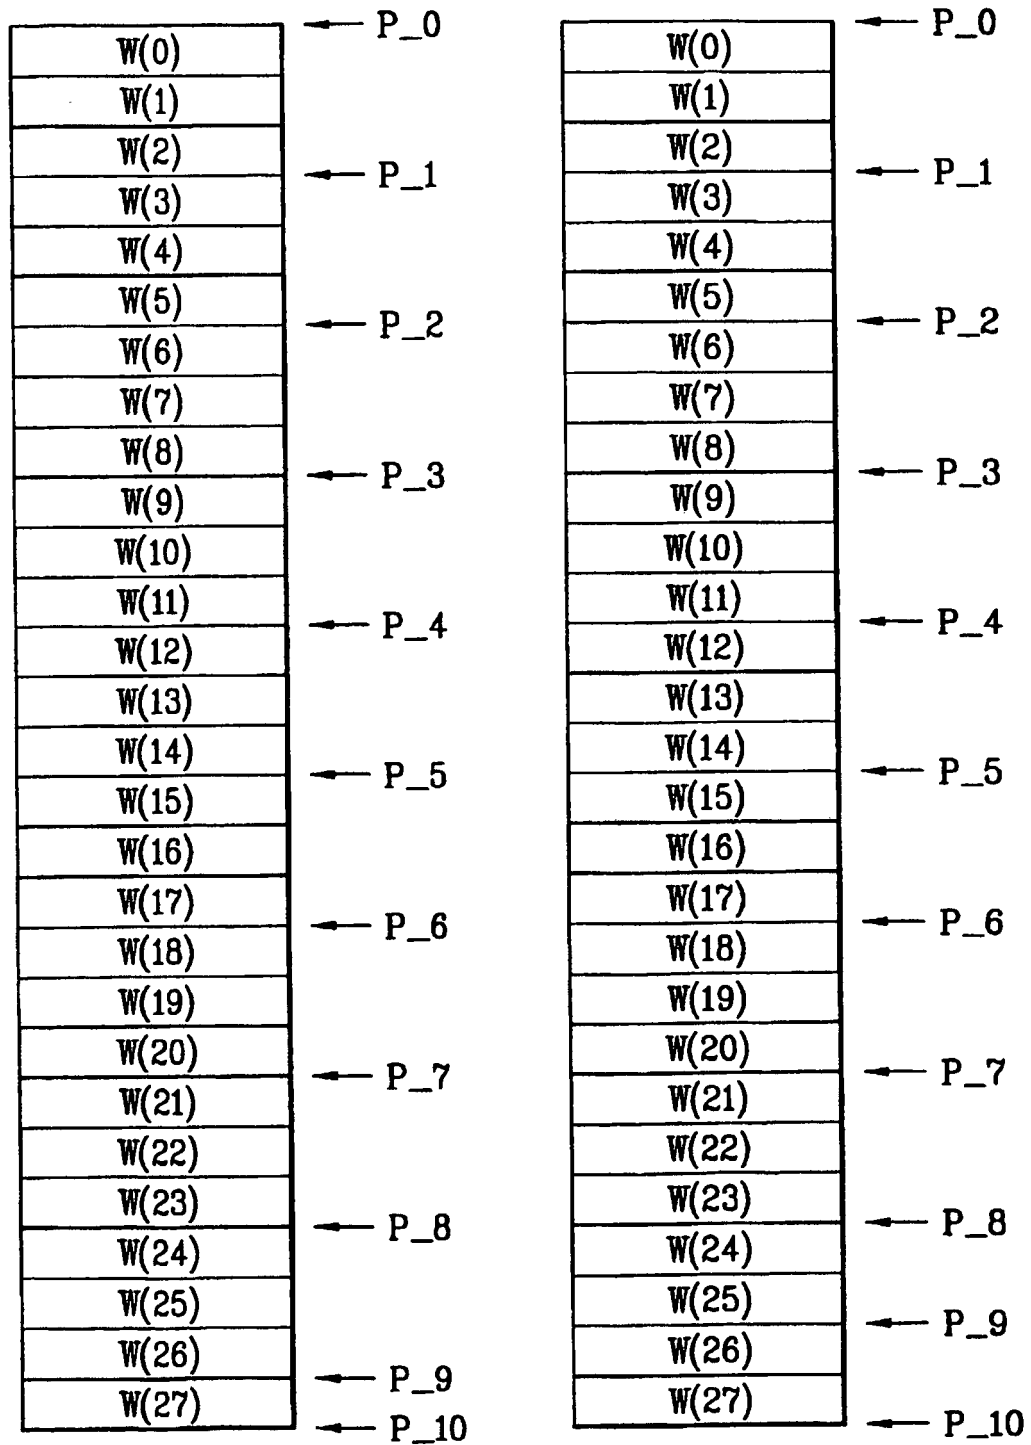 P_0
W(0)
W(1)
W(2)
P_1
W(3)
W(4)
W(5)
P_2
W(6)
W(7)
W(8)
P_3
W(9)
W(10)
W(11)
P_4
W(12)
W(13)
W(14)
P_5
W(15)
W(16)
W(17)
P_6
W(18)
W(19)
W(20)
P_7
W(21)
W(22)
W(23)
P_8
W(24)
W(25)
W(26)
P_9
W(27)
P_10
P_0
W(0)
W(1)
W(2)
P_1
W(3)
W(4)
W(5)
P_2
W(6)
W(7)
W(8)
P_3
W(9)
W(10)
W(11)
P_4
W(12)
W(13)
W(14)
P_5
W(15)
W(16)
W(17)
P_6
W(18)
W(19)
W(20)
P_7
W(21)
W(22)
W(23)
P_8
W(24)
W(25)
P_9
W(26)
W(27)
P_10